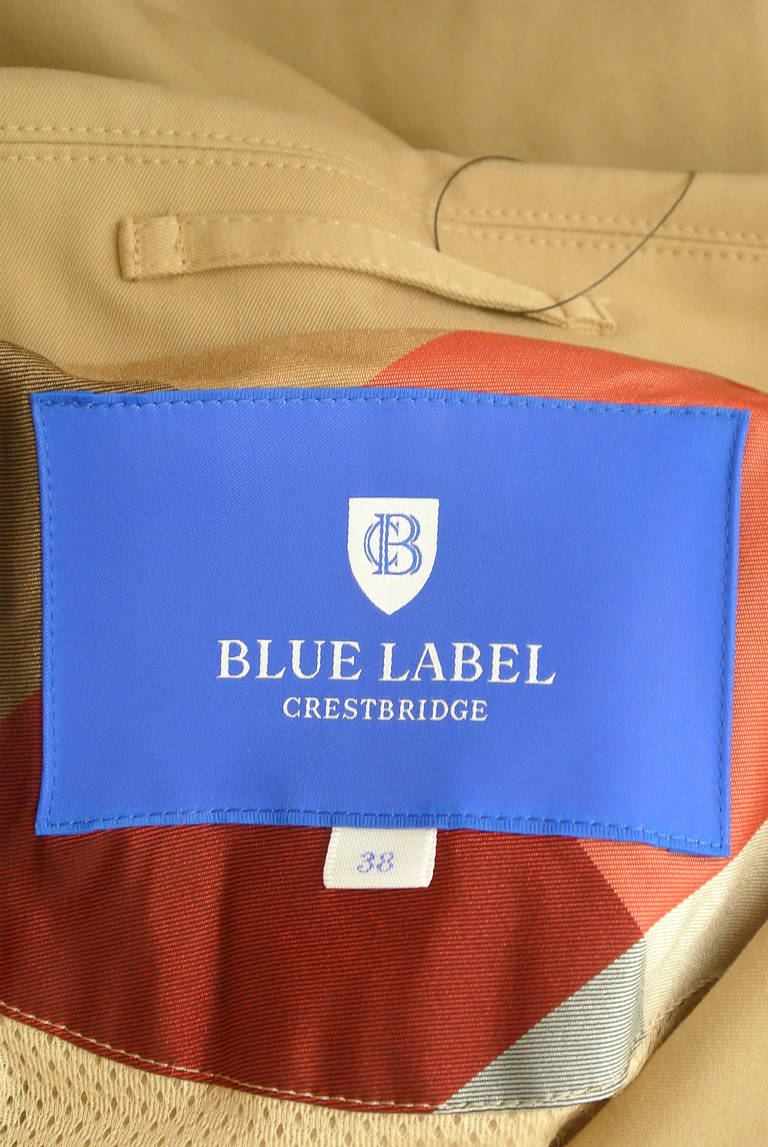 CB
BLUE LABEL
CRESTBRIDGE
38